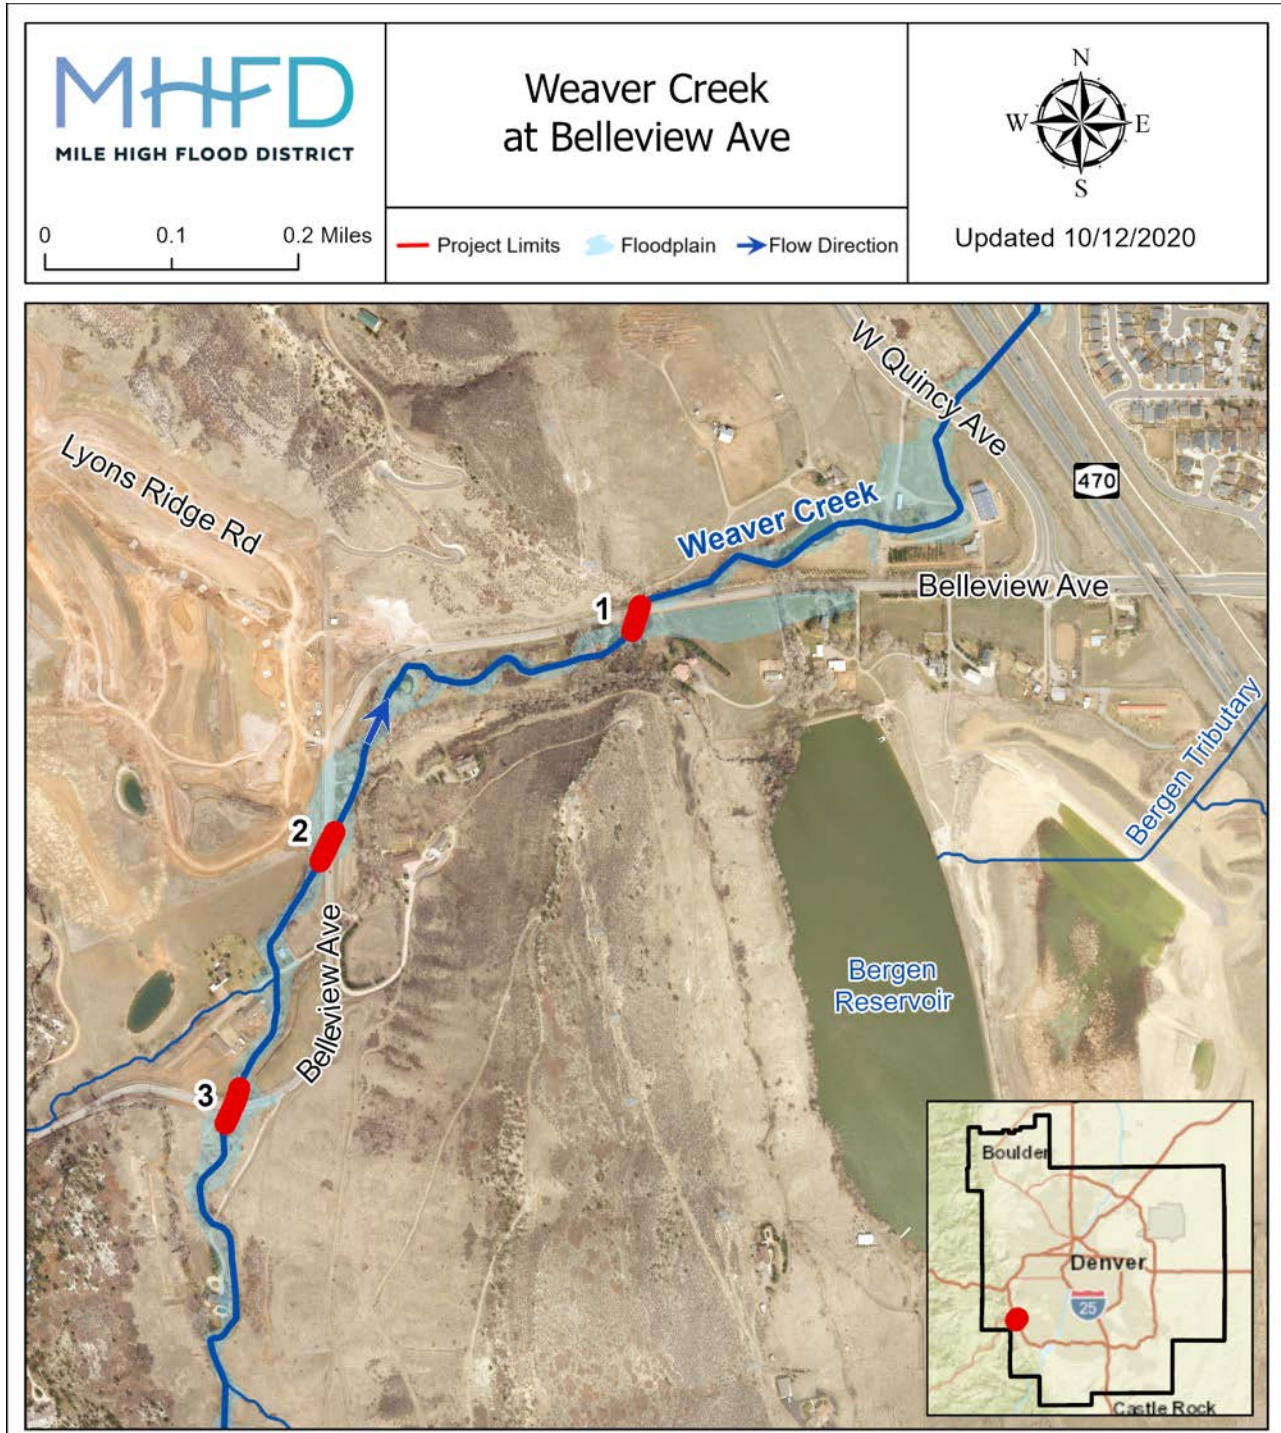 MHFD
MILE HIGH FLOOD DISTRICT
0 0.1 0.2 Miles
Weaver Creek
at Belleview Ave
Project Limits Floodplain Flow Direction
N
W E
S
Updated 10/12/2020
W Quincy Ave
Lyons Ridge Rd
470
Weaver Creek
Belleview Ave
1
2
Bergen Tributary
Belleview Ave
Bergen
Reservoir
3
Boulder
Denver
25
Castle Rock